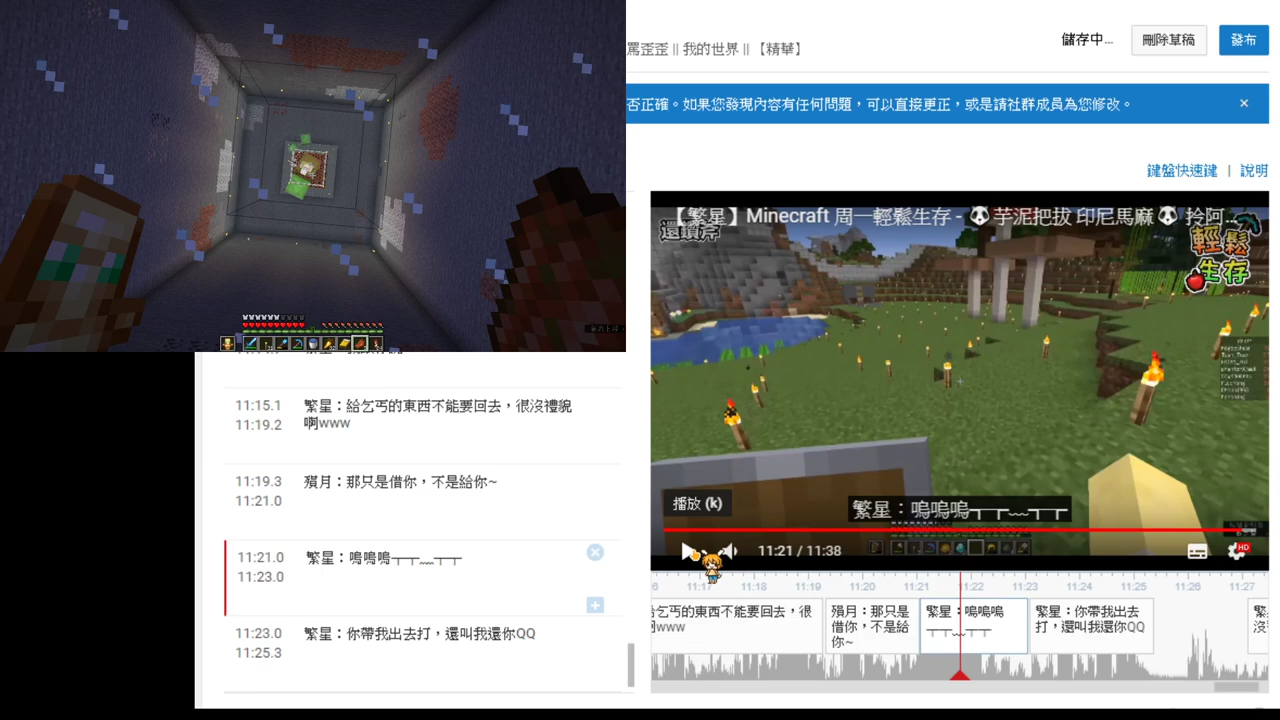 罵歪歪 || 我的世界 || 【精華】
儲存中...
刪除草稿
發布
否正確。如果您發現內容有任何問題，可以直接更正，或是請社群成員為您修改。
×
鍵盤快速鍵 | 說明
11:15.1
11:19.2
繁星：給乞丐的東西不能要回去，很沒禮貌
啊www
11:19.3
11:21.0
殞月：那只是借你，不是給你~
11:21.0
11:23.0
繁星：嗚嗚嗚┬┬﹏┬┬
11:23.0
11:25.3
繁星：你帶我出去打，還叫我還你QQ
【繁星】Minecraft 周一輕鬆生存 - 🐼芋泥把拔 印尼馬麻🐼 拎阿...
輕鬆
生存
播放 (k)
繁星：嗚嗚嗚┬┬﹏┬┬
11:21 / 11:38
HD
11:17 11:18 11:19 11:20 11:21 11:22 11:23 11:24 11:25 11:26 11:27
乞丐的東西不能要回去，很
www
殞月：那只是
借你，不是給
你~
繁星：嗚嗚嗚
┬┬﹏┬┬
繁星：你帶我出去
打，還叫我還你QQ